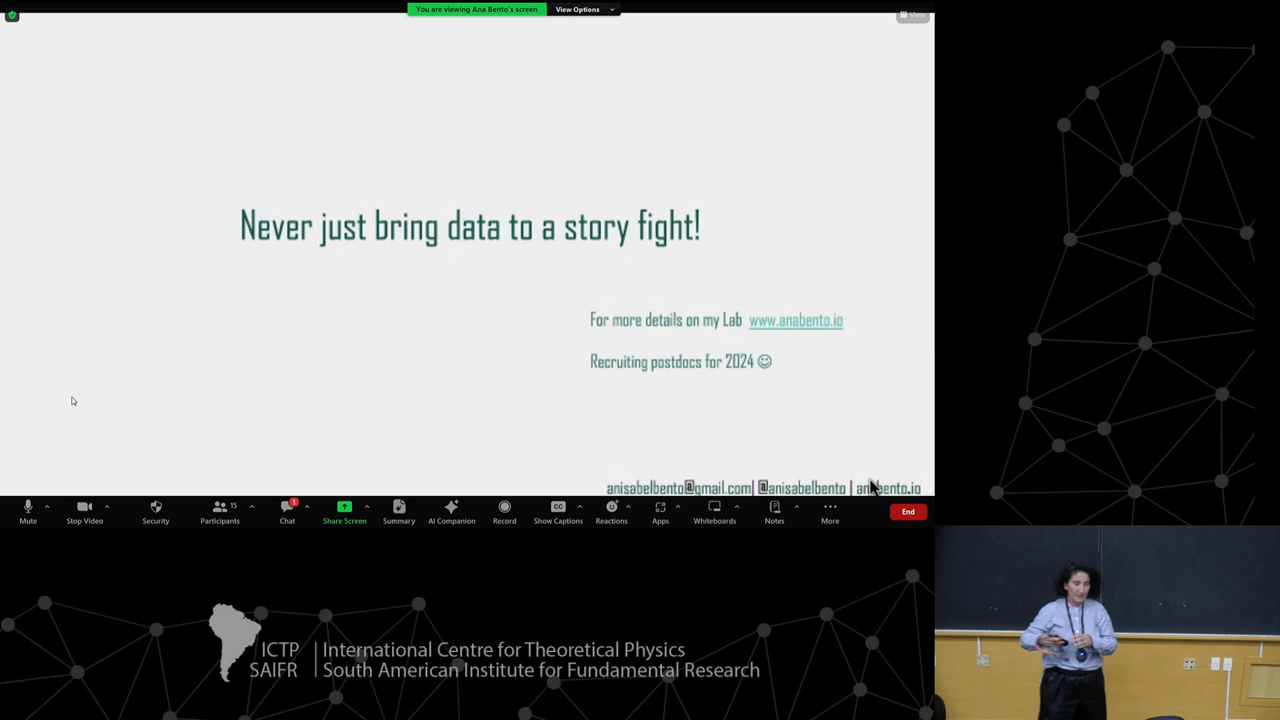 You are viewing Ana Bento's screen
View Options
View
Never just bring data to a story fight!
For more details on my Lab www.anabento.io
Recruiting postdocs for 2024 ☺
anisabelbento@gmail.com| @anisabelbento | anabento.io
Mute
Stop Video
Security
Participants
15
Chat
1
Share Screen
Summary
AI Companion
Record
CC
Show Captions
Reactions
Apps
Whiteboards
Notes
More
End
ICTP
SAIFR
International Centre for Theoretical Physics
South American Institute for Fundamental Research